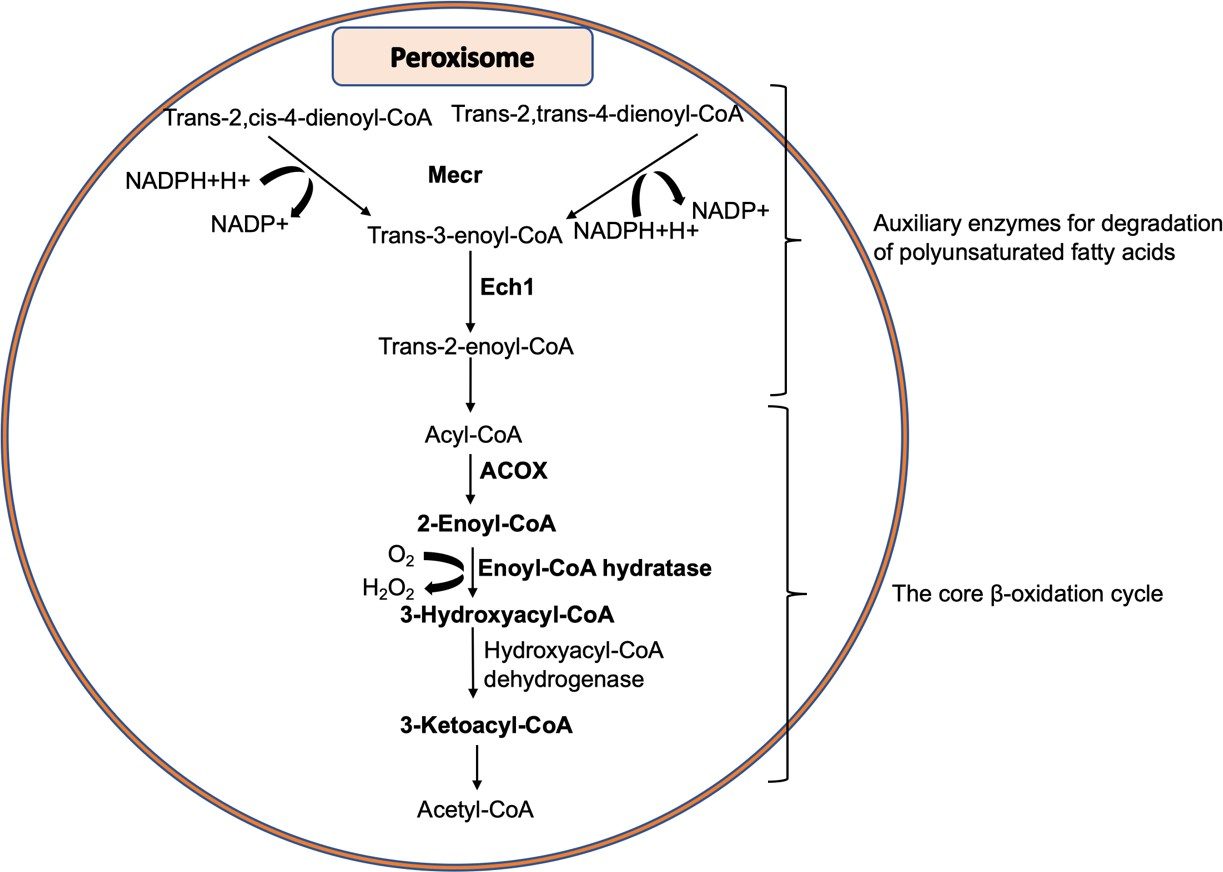 Peroxisome
Trans-2,cis-4-dienoyl-CoA
Trans-2,trans-4-dienoyl-CoA
Mecr
NADPH+H+
NADP+
NADP+
NADPH+H+
Trans-3-enoyl-CoA
Auxiliary enzymes for degradation
of polyunsaturated fatty acids
Ech1
Trans-2-enoyl-CoA
Acyl-CoA
ACOX
2-Enoyl-CoA
O₂
Enoyl-CoA hydratase
H₂O₂
3-Hydroxyacyl-CoA
The core β-oxidation cycle
Hydroxyacyl-CoA
dehydrogenase
3-Ketoacyl-CoA
Acetyl-CoA